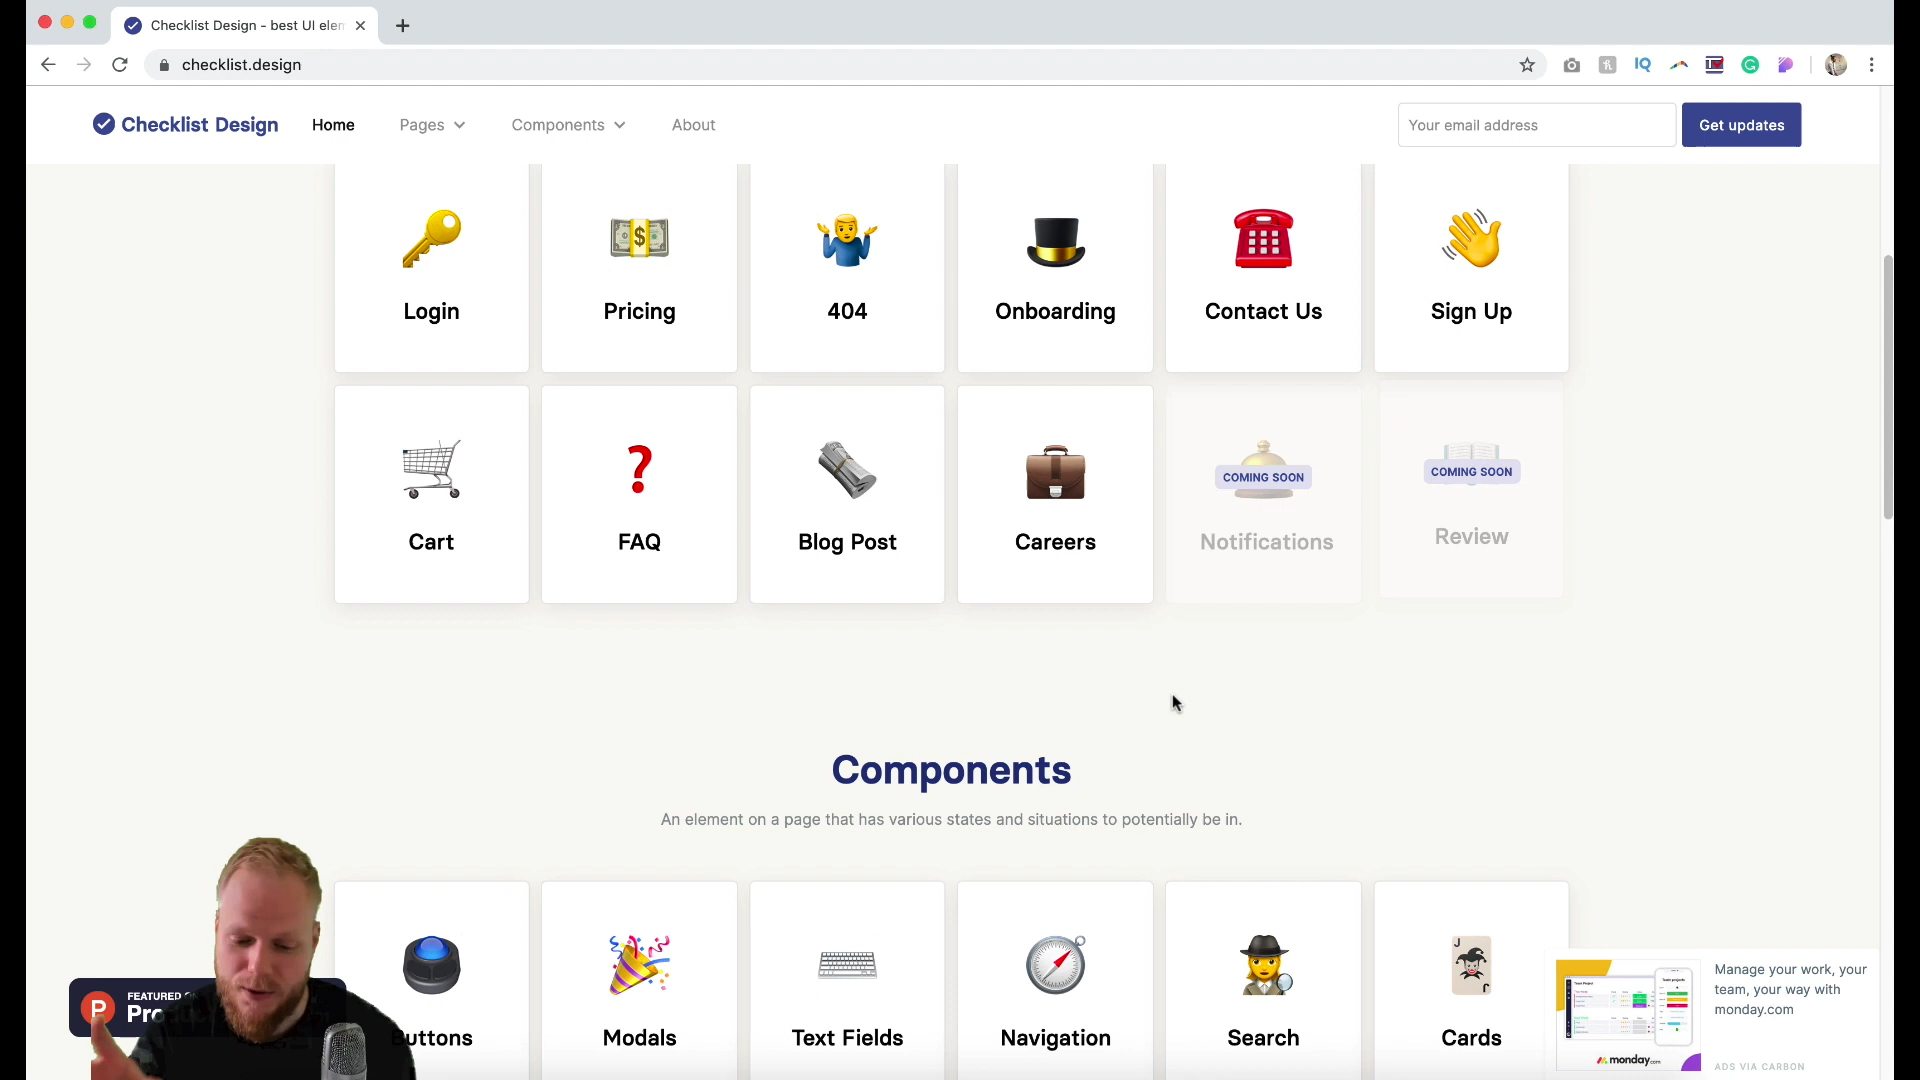 Checklist Design - best UI elem
checklist.design
IQ
Checklist Design
Home
Pages
Components
About
Your email address
Get updates
Login
Pricing
404
Onboarding
Contact Us
Sign Up
Cart
FAQ
Blog Post
Careers
COMING SOON
Notifications
COMING SOON
Review
Components
An element on a page that has various states and situations to potentially be in.
Buttons
Modals
Text Fields
Navigation
Search
Cards
P
FEATURED
Manage your work, your
team, your way with
monday.com
monday.com
ADS VIA CARBON